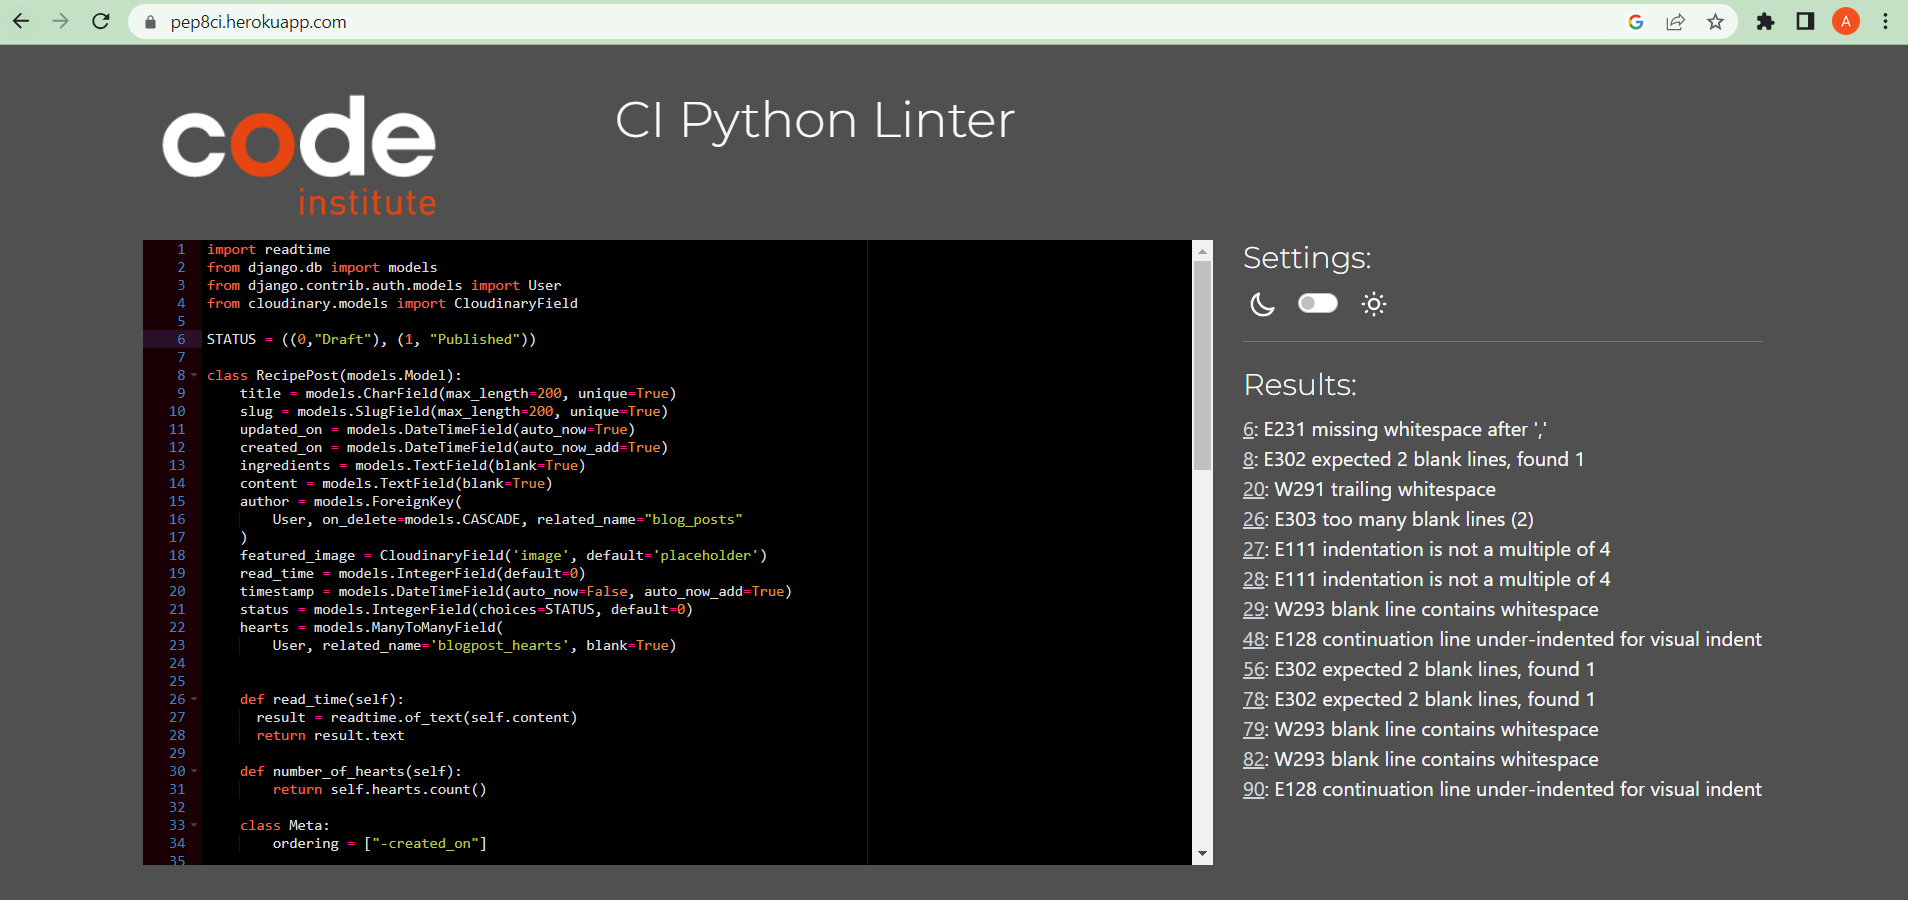 pep8ci.herokuapp.com
A
code
institute
CI Python Linter
1 import readtime
2 from django.db import models
3 from django.contrib.auth.models import User
4 from cloudinary.models import CloudinaryField
5
6 STATUS = ((0,"Draft"), (1, "Published"))
7
8 class RecipePost(models.Model):
9     title = models.CharField(max_length=200, unique=True)
10     slug = models.SlugField(max_length=200, unique=True)
11     updated_on = models.DateTimeField(auto_now=True)
12     created_on = models.DateTimeField(auto_now_add=True)
13     ingredients = models.TextField(blank=True)
14     content = models.TextField(blank=True)
15     author = models.ForeignKey(
16         User, on_delete=models.CASCADE, related_name="blog_posts"
17     )
18     featured_image = CloudinaryField('image', default='placeholder')
19     read_time = models.IntegerField(default=0)
20     timestamp = models.DateTimeField(auto_now=False, auto_now_add=True)
21     status = models.IntegerField(choices=STATUS, default=0)
22     hearts = models.ManyToManyField(
23         User, related_name='blogpost_hearts', blank=True)
24
25
26     def read_time(self):
27       result = readtime.of_text(self.content)
28       return result.text
29
30     def number_of_hearts(self):
31         return self.hearts.count()
32
33     class Meta:
34         ordering = ["-created_on"]
35
Settings:
Results:
6: E231 missing whitespace after ','
8: E302 expected 2 blank lines, found 1
20: W291 trailing whitespace
26: E303 too many blank lines (2)
27: E111 indentation is not a multiple of 4
28: E111 indentation is not a multiple of 4
29: W293 blank line contains whitespace
48: E128 continuation line under-indented for visual indent
56: E302 expected 2 blank lines, found 1
78: E302 expected 2 blank lines, found 1
79: W293 blank line contains whitespace
82: W293 blank line contains whitespace
90: E128 continuation line under-indented for visual indent